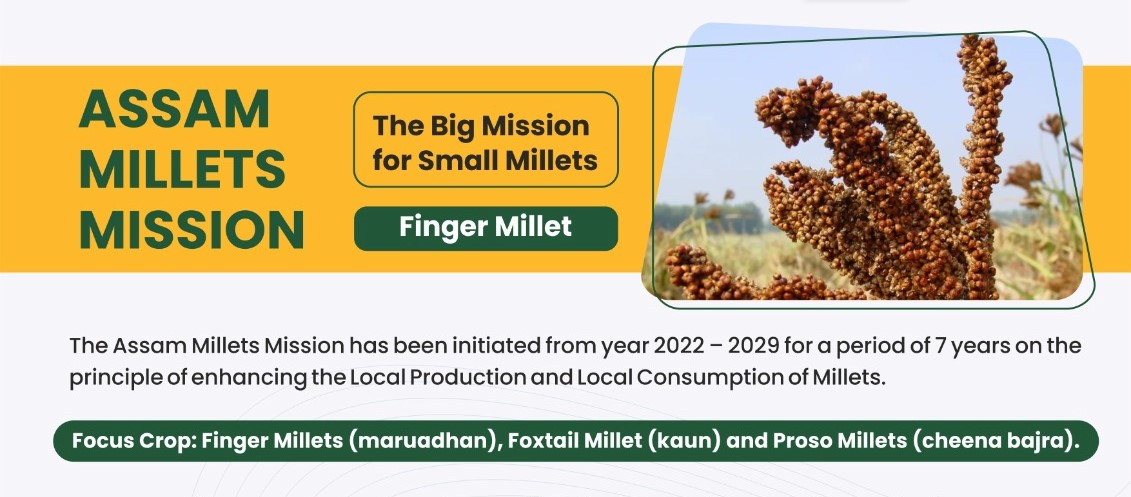 ASSAM
MILLETS
MISSION
The Big Mission
for Small Millets
Finger Millet
The Assam Millets Mission has been initiated from year 2022 – 2029 for a period of 7 years on the
principle of enhancing the Local Production and Local Consumption of Millets.
Focus Crop: Finger Millets (maruadhan), Foxtail Millet (kaun) and Proso Millets (cheena bajra).